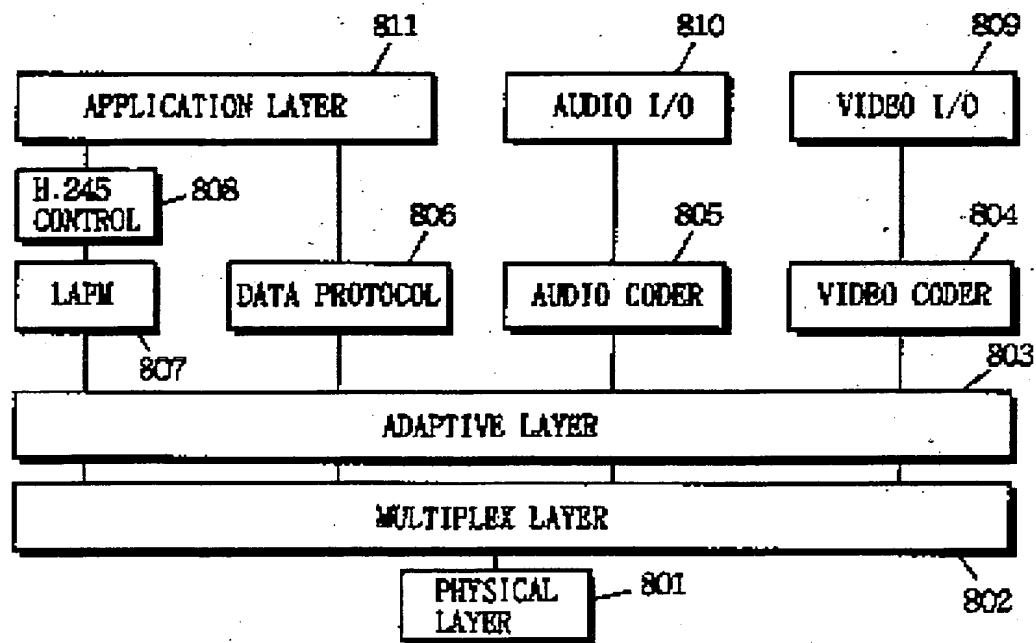 811
810
809
APPLICATION LAYER
AUDIO I/O
VIDEO I/O
H.245
CONTROL
808
806
805
804
LAPM
DATA PROTOCOL
AUDIO CODER
VIDEO CODER
807
803
ADAPTIVE LAYER
MULTIPLEX LAYER
PHYSICAL
LAYER
801
802